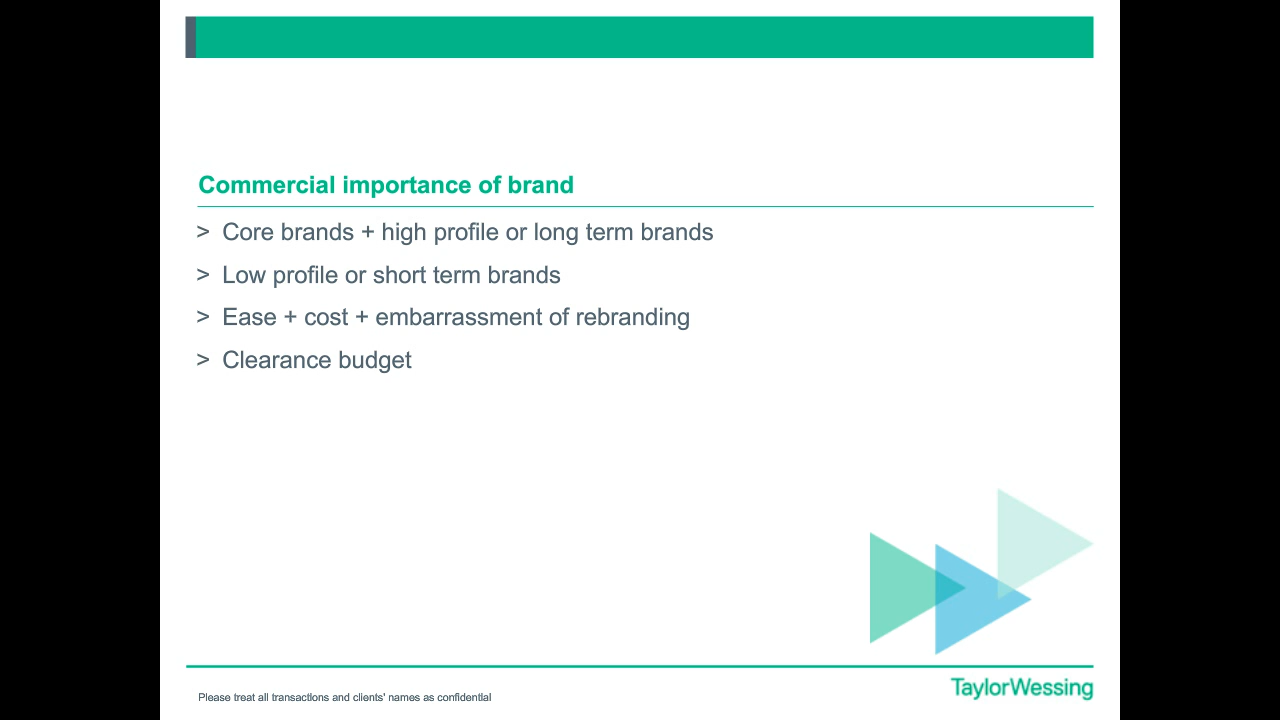 Commercial importance of brand
> Core brands + high profile or long term brands
> Low profile or short term brands
> Ease + cost + embarrassment of rebranding
> Clearance budget
Please treat all transactions and clients' names as confidential
TaylorWessing